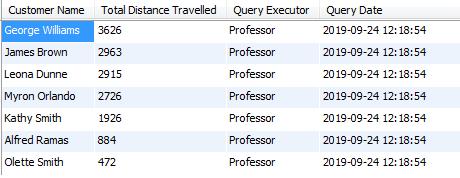 Customer Name Total Distance Travelled Query Executor Query Date
George Williams 3626 Professor 2019-09-24 12:18:54
James Brown 2963 Professor 2019-09-24 12:18:54
Leona Dunne 2915 Professor 2019-09-24 12:18:54
Myron Orlando 2726 Professor 2019-09-24 12:18:54
Kathy Smith 1926 Professor 2019-09-24 12:18:54
Alfred Ramas 884 Professor 2019-09-24 12:18:54
Olette Smith 472 Professor 2019-09-24 12:18:54